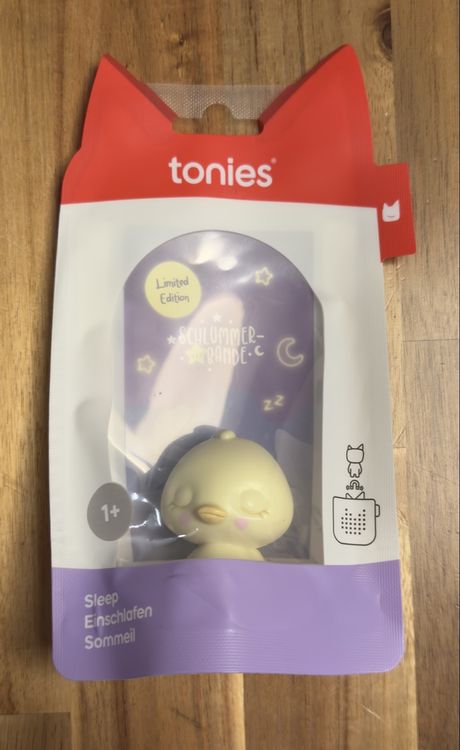 tonies®
Limited
Edition
SCHLUMMER-
BANDE
zz
1+
Sleep
Einschlafen
Sommeil